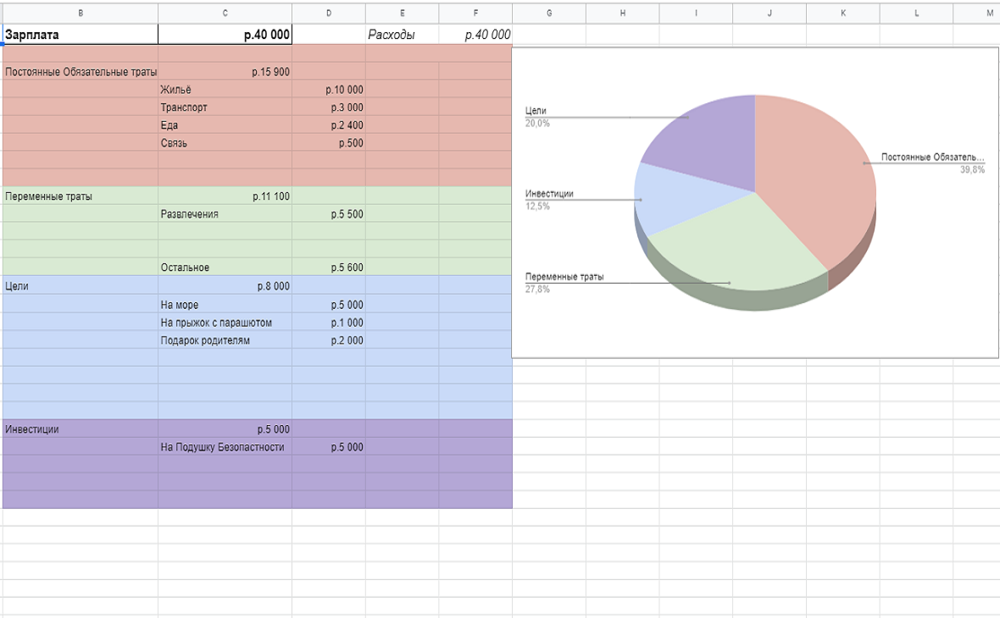 B C D E F G H I J K L M
Зарплата р.40 000 Расходы р.40 000
Постоянные Обязательные траты р.15 900
Жильё р.10 000
Транспорт р.3 000
Еда р.2 400
Связь р.500
Переменные траты р.11 100
Развлечения р.5 500
Остальное р.5 600
Цели р.8 000
На море р.5 000
На прыжок с парашютом р.1 000
Подарок родителям р.2 000
Инвестиции р.5 000
На Подушку Безопастности р.5 000
Цели
20,0%
Постоянные Обязатель...
39,8%
Инвестиции
12,5%
Переменные траты
27,8%